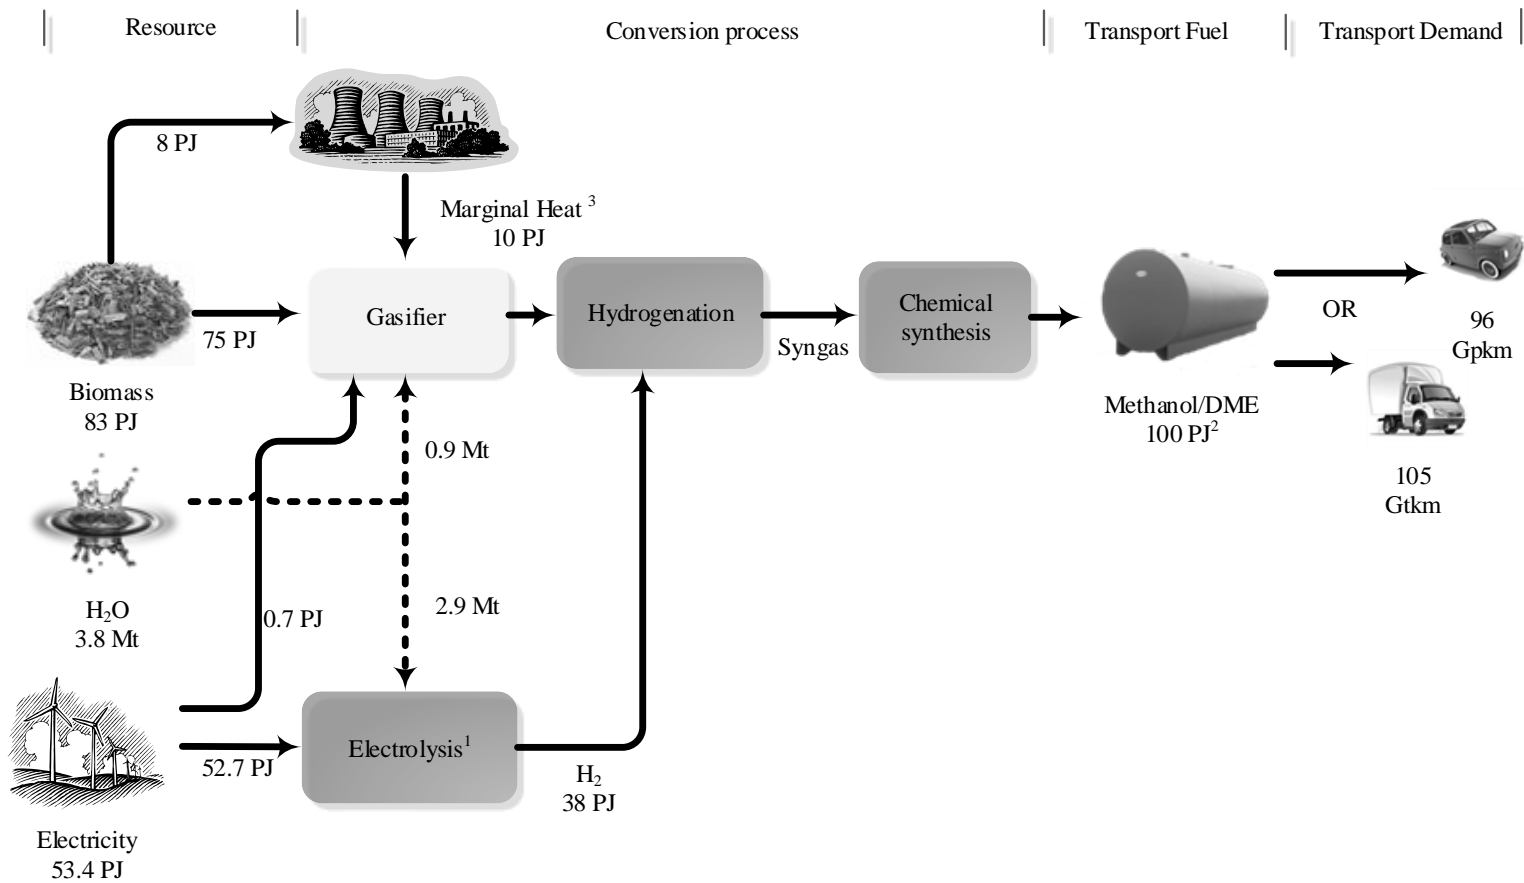 Resource
Conversion process
Transport Fuel
Transport Demand
8 PJ
Marginal Heat ³
10 PJ
Gasifier
Hydrogenation
Chemical
synthesis
Syngas
75 PJ
Biomass
83 PJ
OR
96
Gpkm
Methanol/DME
100 PJ²
105
Gtkm
0.9 Mt
H₂O
3.8 Mt
0.7 PJ
2.9 Mt
52.7 PJ
Electrolysis¹
H₂
38 PJ
Electricity
53.4 PJ